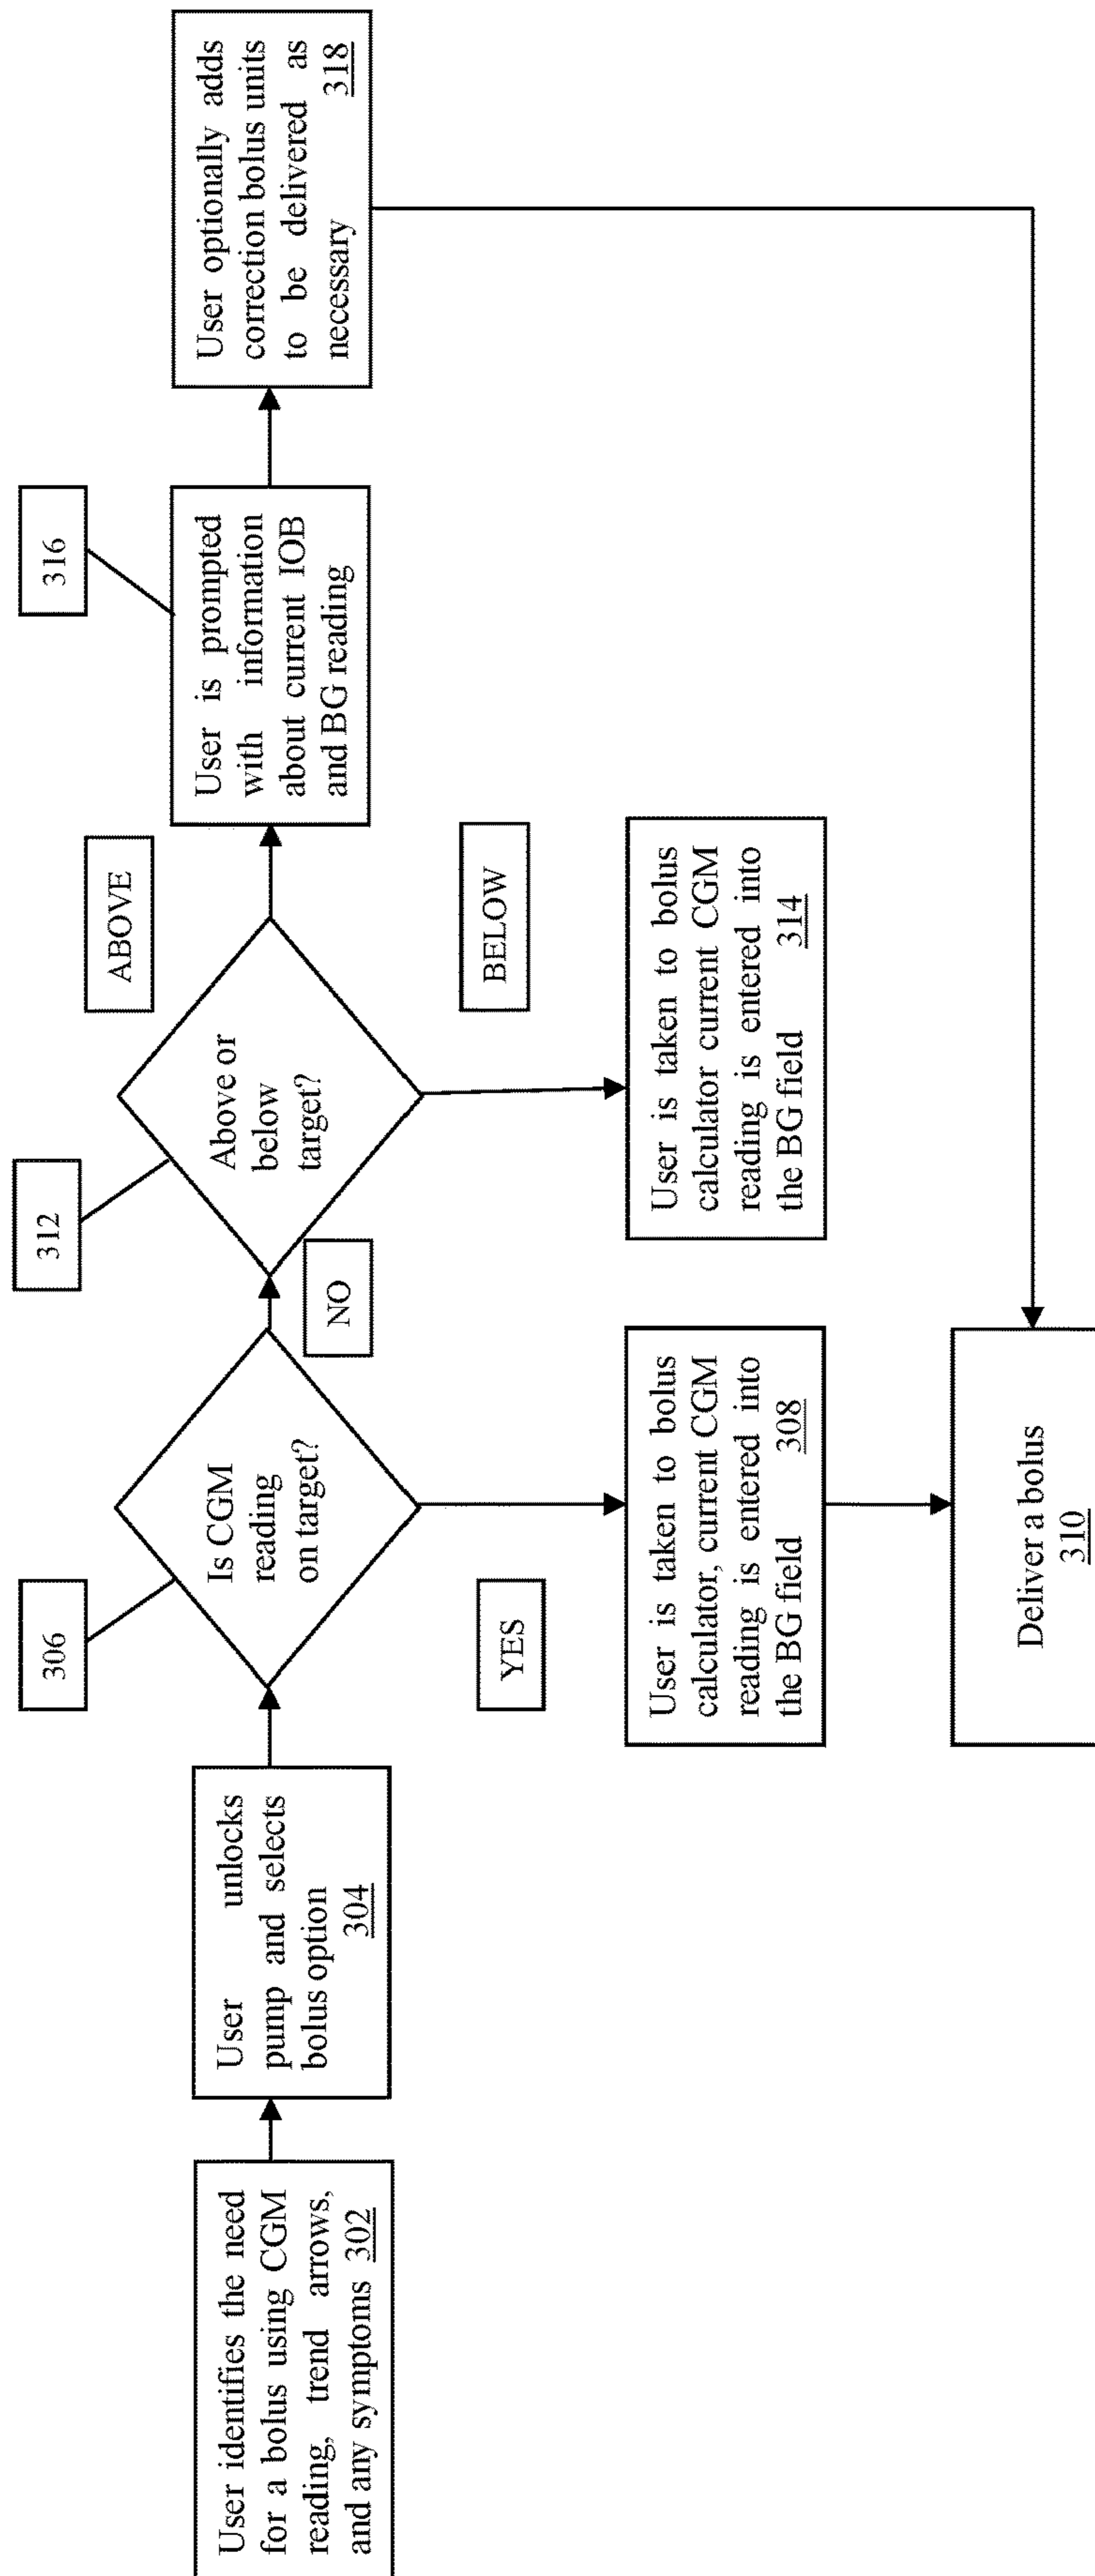 User identifies the need
for a bolus using CGM
reading, trend arrows,
and any symptoms 302
User unlocks
pump and selects
bolus option
304
306
Is CGM
reading
on target?
YES
NO
User is taken to bolus
calculator, current CGM
reading is entered into
the BG field 308
Deliver a bolus
310
312
Above or
below
target?
ABOVE
BELOW
User is taken to bolus
calculator current CGM
reading is entered into
the BG field 314
316
User is prompted
with information
about current IOB
and BG reading
User optionally adds
correction bolus units
to be delivered as
necessary 318